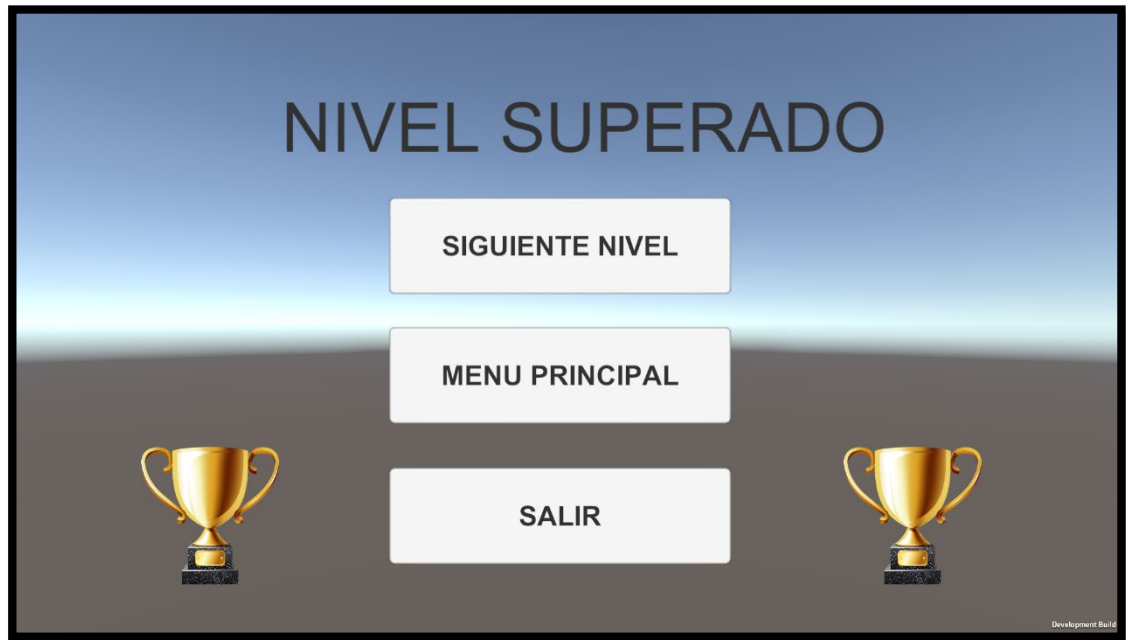 NIVEL SUPERADO
SIGUIENTE NIVEL
MENU PRINCIPAL
SALIR
Development Build